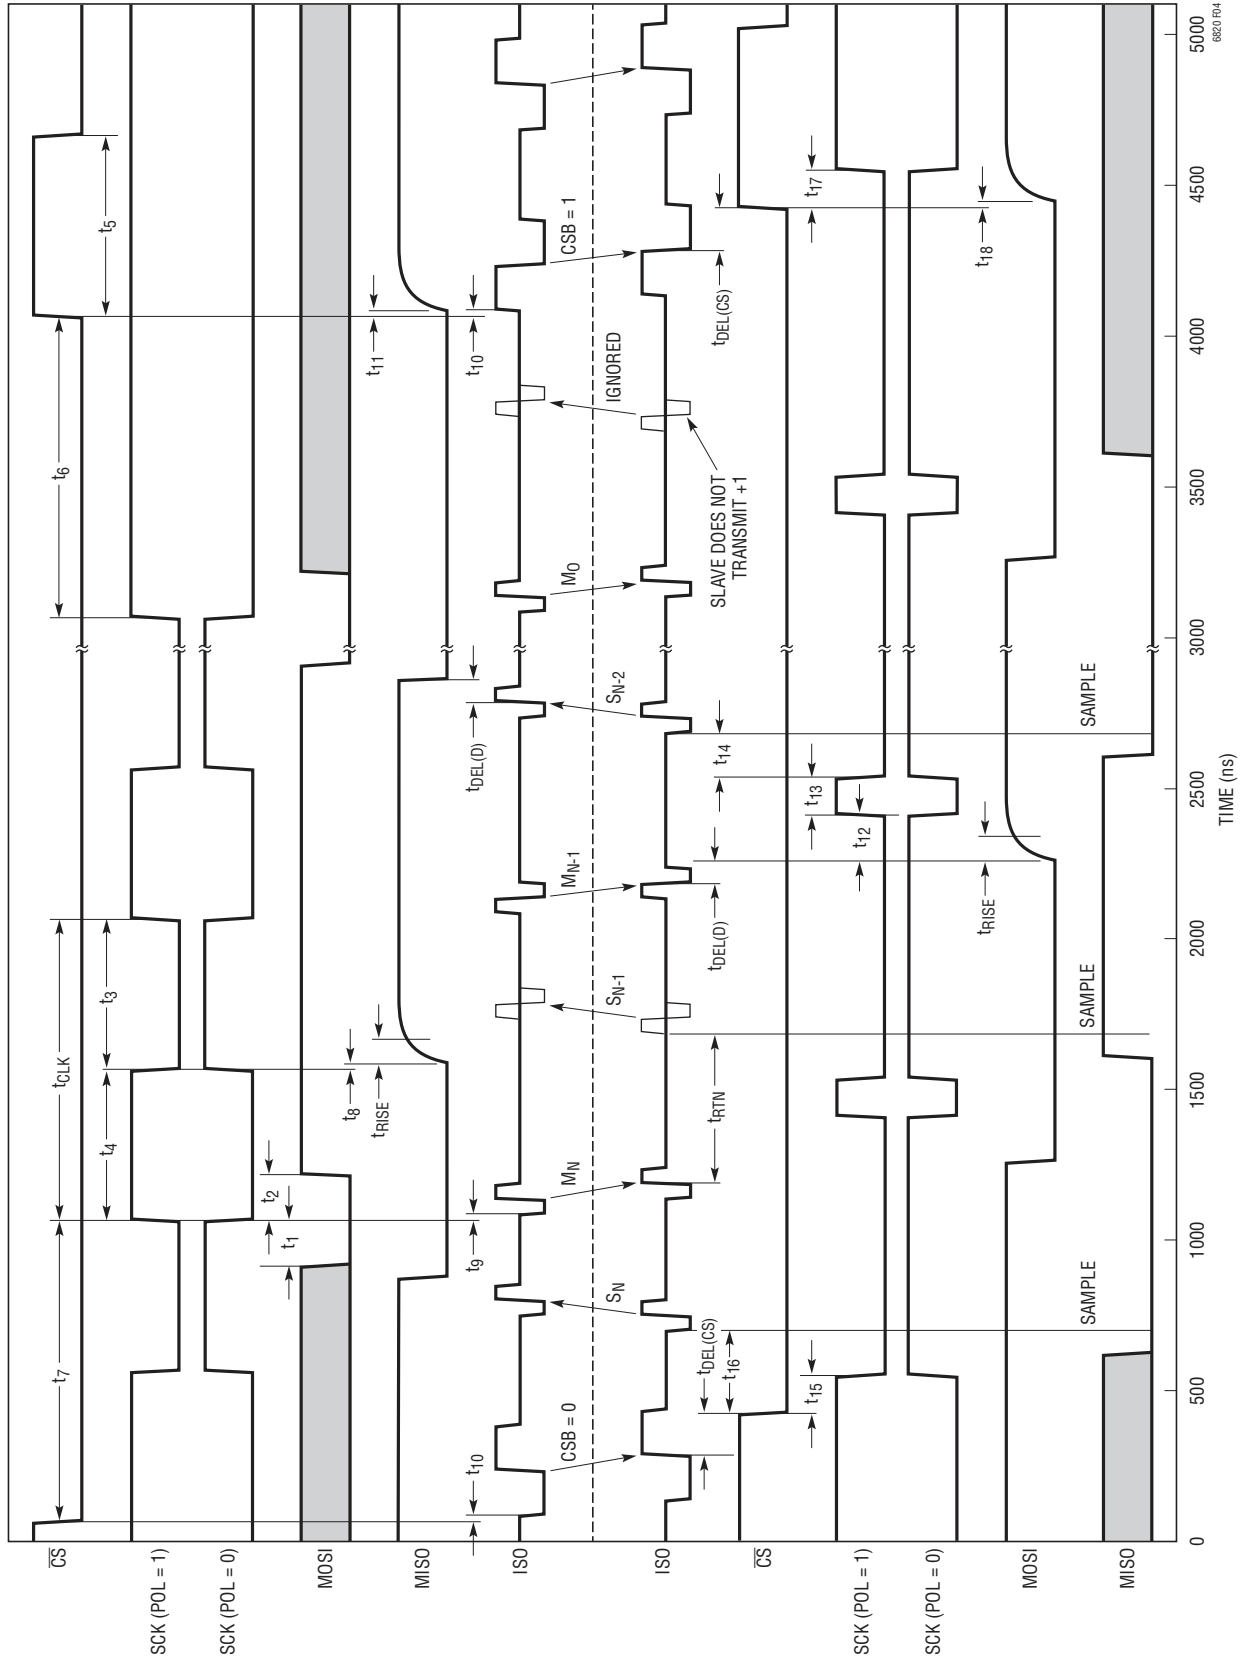 CS
SCK (POL = 1)
SCK (POL = 0)
MOSI
MISO
ISO
ISO
CS
SCK (POL = 1)
SCK (POL = 0)
MOSI
MISO
t7
t6
t5
tCLK
t4
t3
t1
t2
t8
tRISE
t11
t10
t9
tDEL(D)
t10
CSB = 0
SN
MN
SN-1
MN-1
SN-2
MO
IGNORED
CSB = 1
SLAVE DOES NOT
TRANSMIT +1
tDEL(CS)
t16
tRTN
tDEL(D)
t14
tDEL(CS)
t15
t12
t13
t17
tRISE
t18
SAMPLE
SAMPLE
SAMPLE
0
500
1000
1500
2000
2500
3000
3500
4000
4500
5000
TIME (ns)
6820 F04